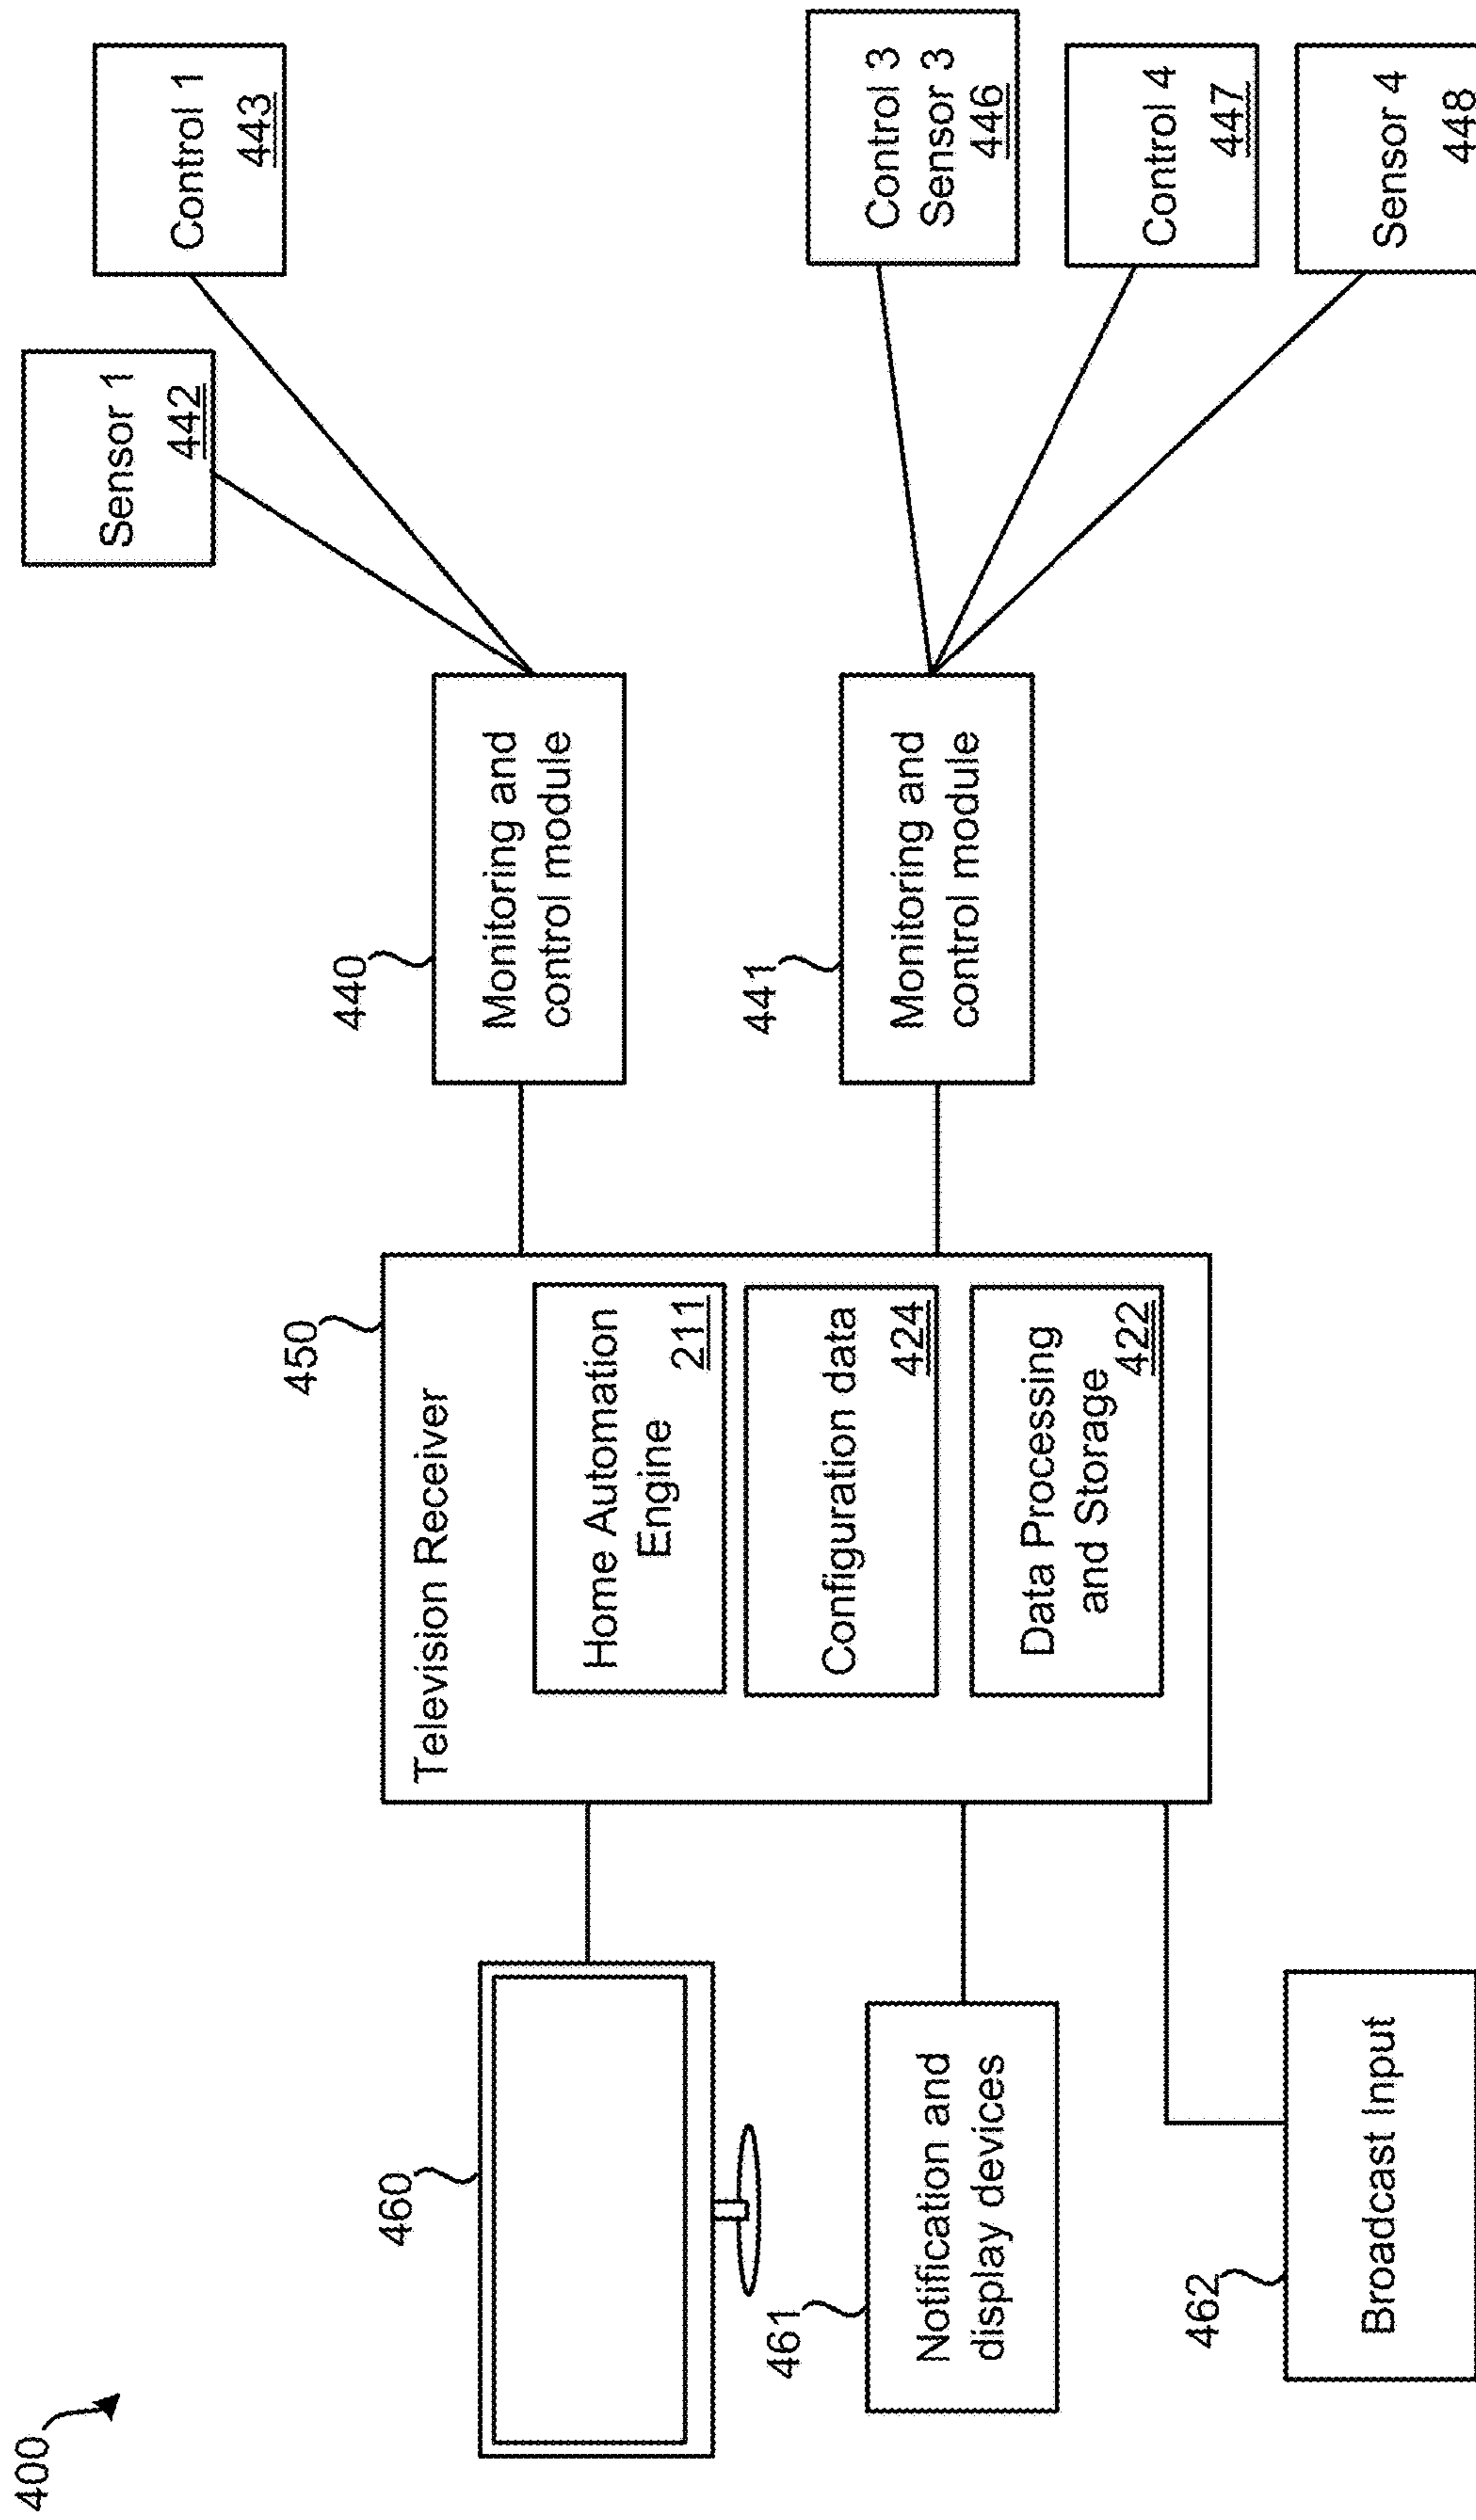 400
460
461
Notification and
display devices
462
Broadcast Input
450
Television Receiver
Home Automation
Engine
211
Configuration data
424
Data Processing
and Storage
422
440
Monitoring and
control module
441
Monitoring and
control module
Sensor 1
442
Control 1
443
Control 3
Sensor 3
446
Control 4
447
Sensor 4
448